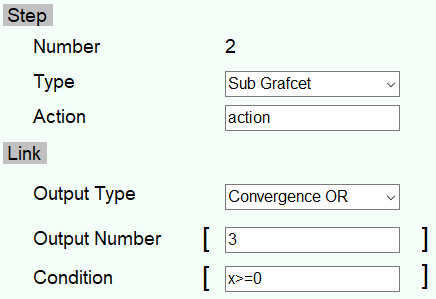 Step
Number 2
Type Sub Grafcet
Action action
Link
Output Type Convergence OR
Output Number [ 3 ]
Condition [ x>=0 ]